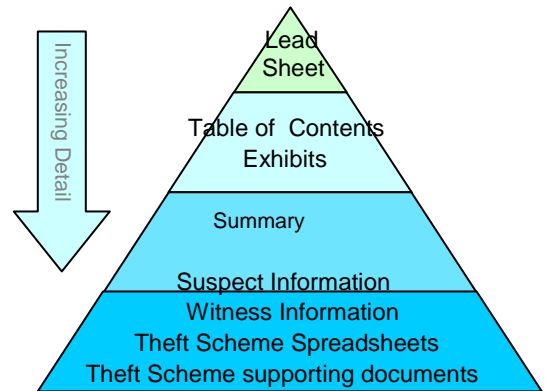 Lead
Sheet
Increasing Detail
Table of Contents
Exhibits
Summary
Suspect Information
Witness Information
Theft Scheme Spreadsheets
Theft Scheme supporting documents